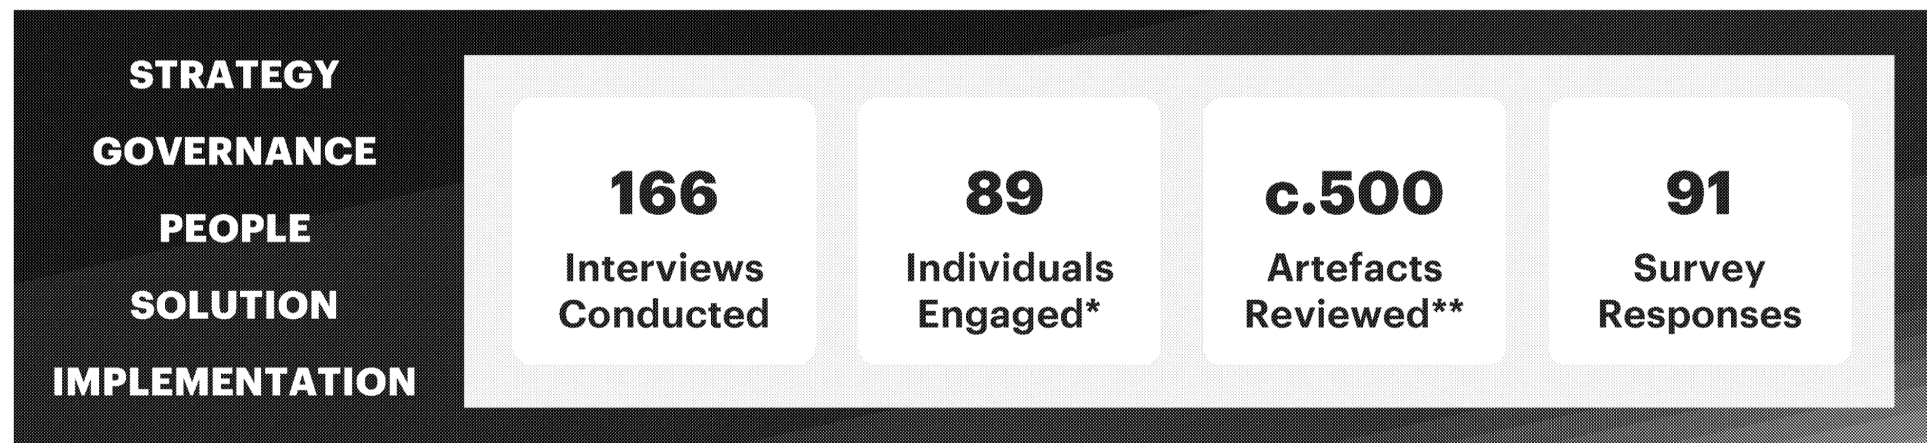 STRATEGY
GOVERNANCE
PEOPLE
SOLUTION
IMPLEMENTATION
166
Interviews
Conducted
89
Individuals
Engaged*
c.500
Artefacts
Reviewed**
91
Survey
Responses